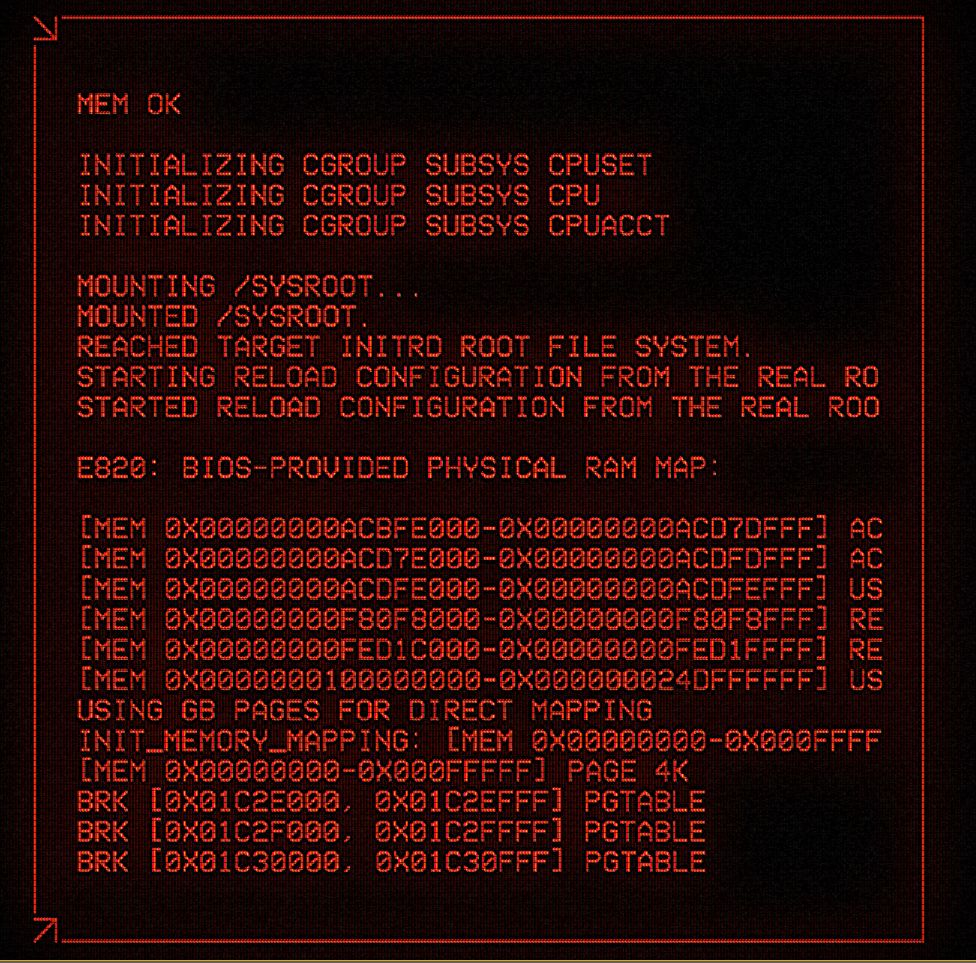 MEM OK
INITIALIZING CGROUP SUBSYS CPUSET
INITIALIZING CGROUP SUBSYS CPU
INITIALIZING CGROUP SUBSYS CPUACCT
MOUNTING /SYSROOT...
MOUNTED /SYSROOT.
REACHED TARGET INITRD ROOT FILE SYSTEM.
STARTING RELOAD CONFIGURATION FROM THE REAL RO
STARTED RELOAD CONFIGURATION FROM THE REAL ROO
E820: BIOS-PROVIDED PHYSICAL RAM MAP:
[MEM 0X00000000ACBFE000-0X00000000ACD7DFFF] AC
[MEM 0X00000000ACD7E000-0X00000000ACDFDFFF] AC
[MEM 0X00000000ACDFE000-0X00000000ACDFEFFF] US
[MEM 0X00000000F80F8000-0X00000000F80F8FFF] RE
[MEM 0X00000000FED1C000-0X00000000FED1FFFF] RE
[MEM 0X0000000100000000-0X000000024DFFFFFF] US
USING GB PAGES FOR DIRECT MAPPING
INIT_MEMORY_MAPPING: [MEM 0X00000000-0X000FFFF
[MEM 0X00000000-0X000FFFFF] PAGE 4K
BRK [0X01C2E000, 0X01C2EFFF] PGTABLE
BRK [0X01C2F000, 0X01C2FFFF] PGTABLE
BRK [0X01C30000, 0X01C30FFF] PGTABLE